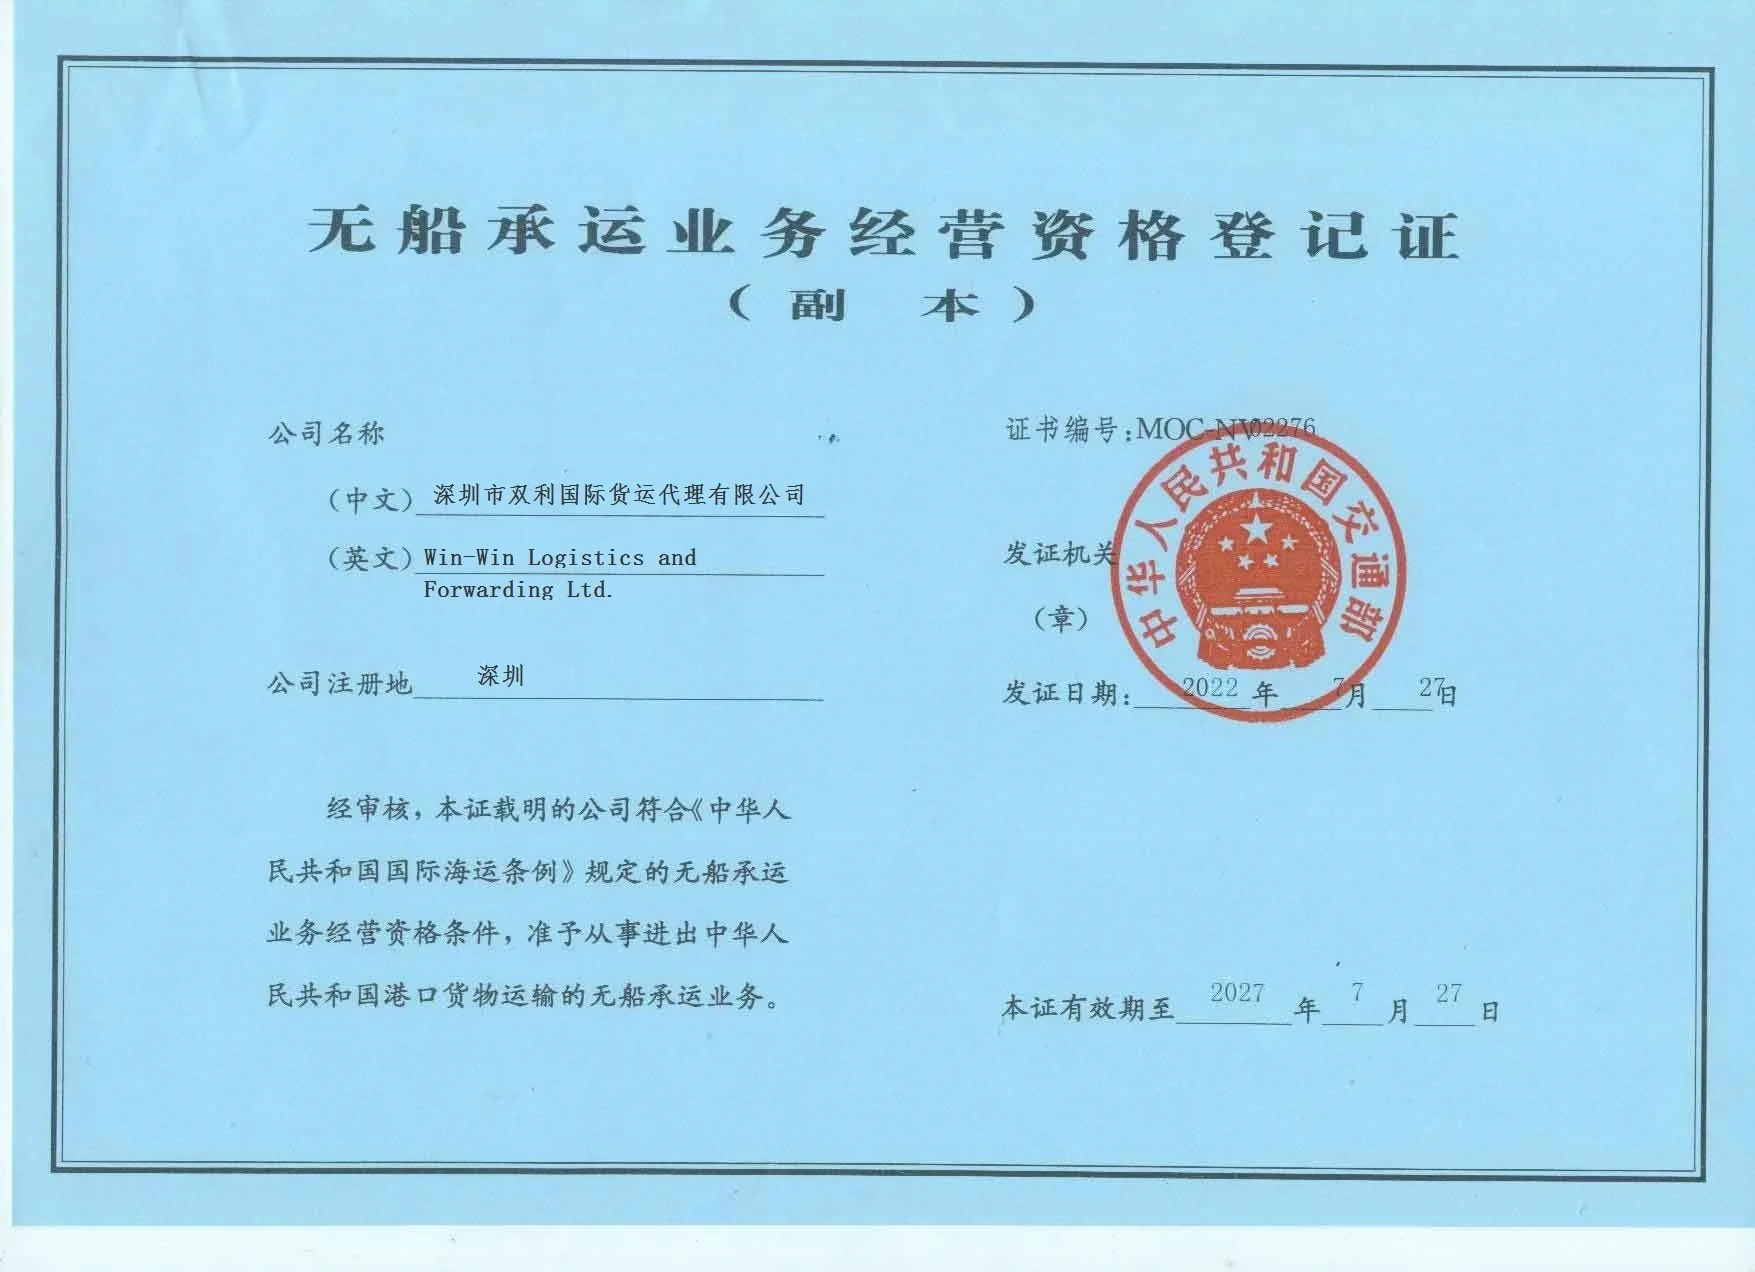 无船承运业务经营资格登记证
（副 本）
公司名称
（中文）深圳市双利国际货运代理有限公司
（英文）Win-Win Logistics and
Forwarding Ltd.
公司注册地 深圳
经审核，本证载明的公司符合《中华人
民共和国国际海运条例》规定的无船承运
业务经营资格条件，准予从事进出中华人
民共和国港口货物运输的无船承运业务。
证书编号：MOC-NV02276
中华人民共和国交通部
发证机关
（章）
发证日期： 2022 年 7月 27日
本证有效期至 2027 年 7 月 27 日